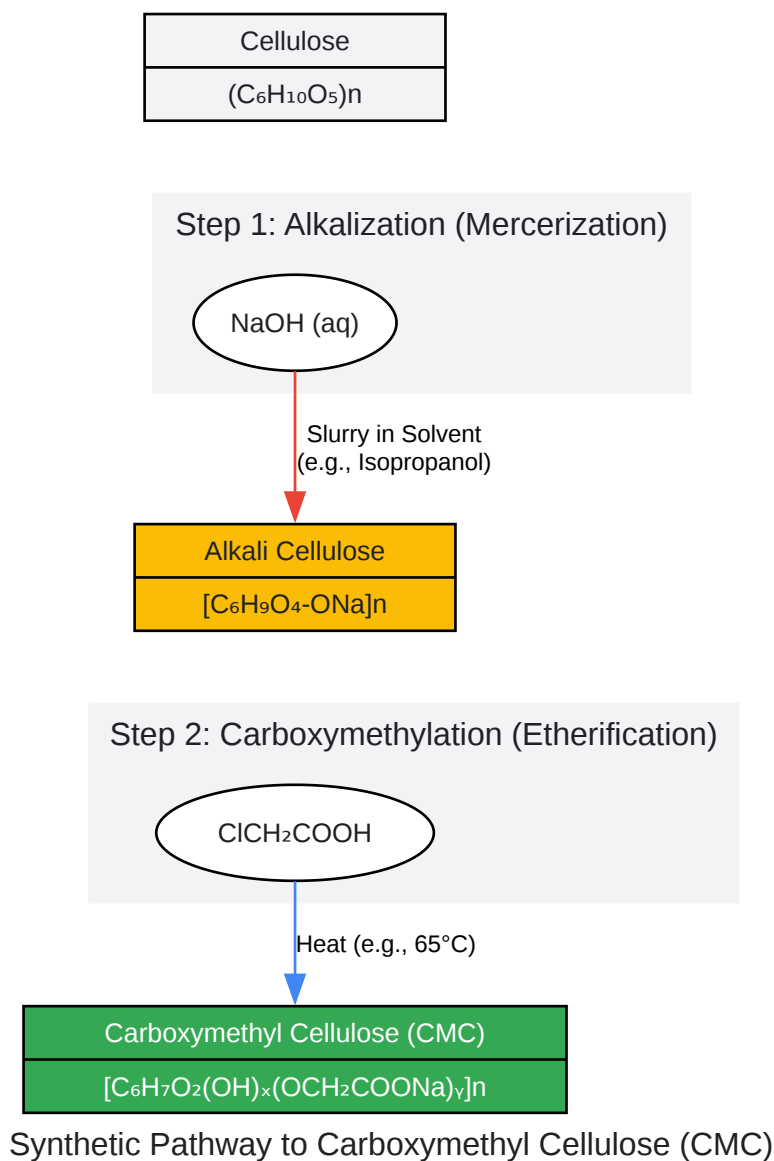 Cellulose
(C₆H₁₀O₅)n
Step 1: Alkalization (Mercerization)
NaOH (aq)
Slurry in Solvent
(e.g., Isopropanol)
Alkali Cellulose
[C₆H₉O₄-ONa]n
Step 2: Carboxymethylation (Etherification)
ClCH₂COOH
Heat (e.g., 65°C)
Carboxymethyl Cellulose (CMC)
[C₆H₇O₂(OH)ₓ(OCH₂COONa)ᵧ]n
Synthetic Pathway to Carboxymethyl Cellulose (CMC)